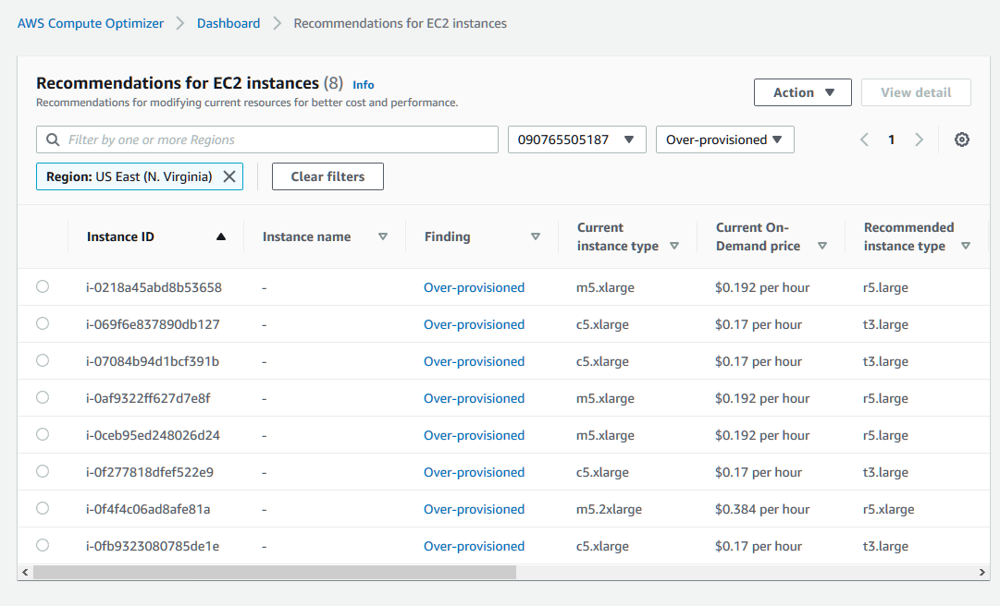 AWS Compute Optimizer > Dashboard > Recommendations for EC2 instances
Recommendations for EC2 instances (8) Info
Recommendations for modifying current resources for better cost and performance.
Action
View detail
Filter by one or more Regions
090765505187
Over-provisioned
1
Region: US East (N. Virginia)
Clear filters
Instance ID
Instance name
Finding
Current
instance type
Current On-
Demand price
Recommended
instance type
i-0218a45abd8b53658 - Over-provisioned m5.xlarge $0.192 per hour r5.large
i-069f6e837890db127 - Over-provisioned c5.xlarge $0.17 per hour t3.large
i-07084b94d1bcf391b - Over-provisioned c5.xlarge $0.17 per hour t3.large
i-0af9322ff627d7e8f - Over-provisioned m5.xlarge $0.192 per hour r5.large
i-0ceb95ed248026d24 - Over-provisioned m5.xlarge $0.192 per hour r5.large
i-0f277818dfef522e9 - Over-provisioned c5.xlarge $0.17 per hour t3.large
i-0f4f4c06ad8afe81a - Over-provisioned m5.2xlarge $0.384 per hour r5.xlarge
i-0fb9323080785de1e - Over-provisioned c5.xlarge $0.17 per hour t3.large